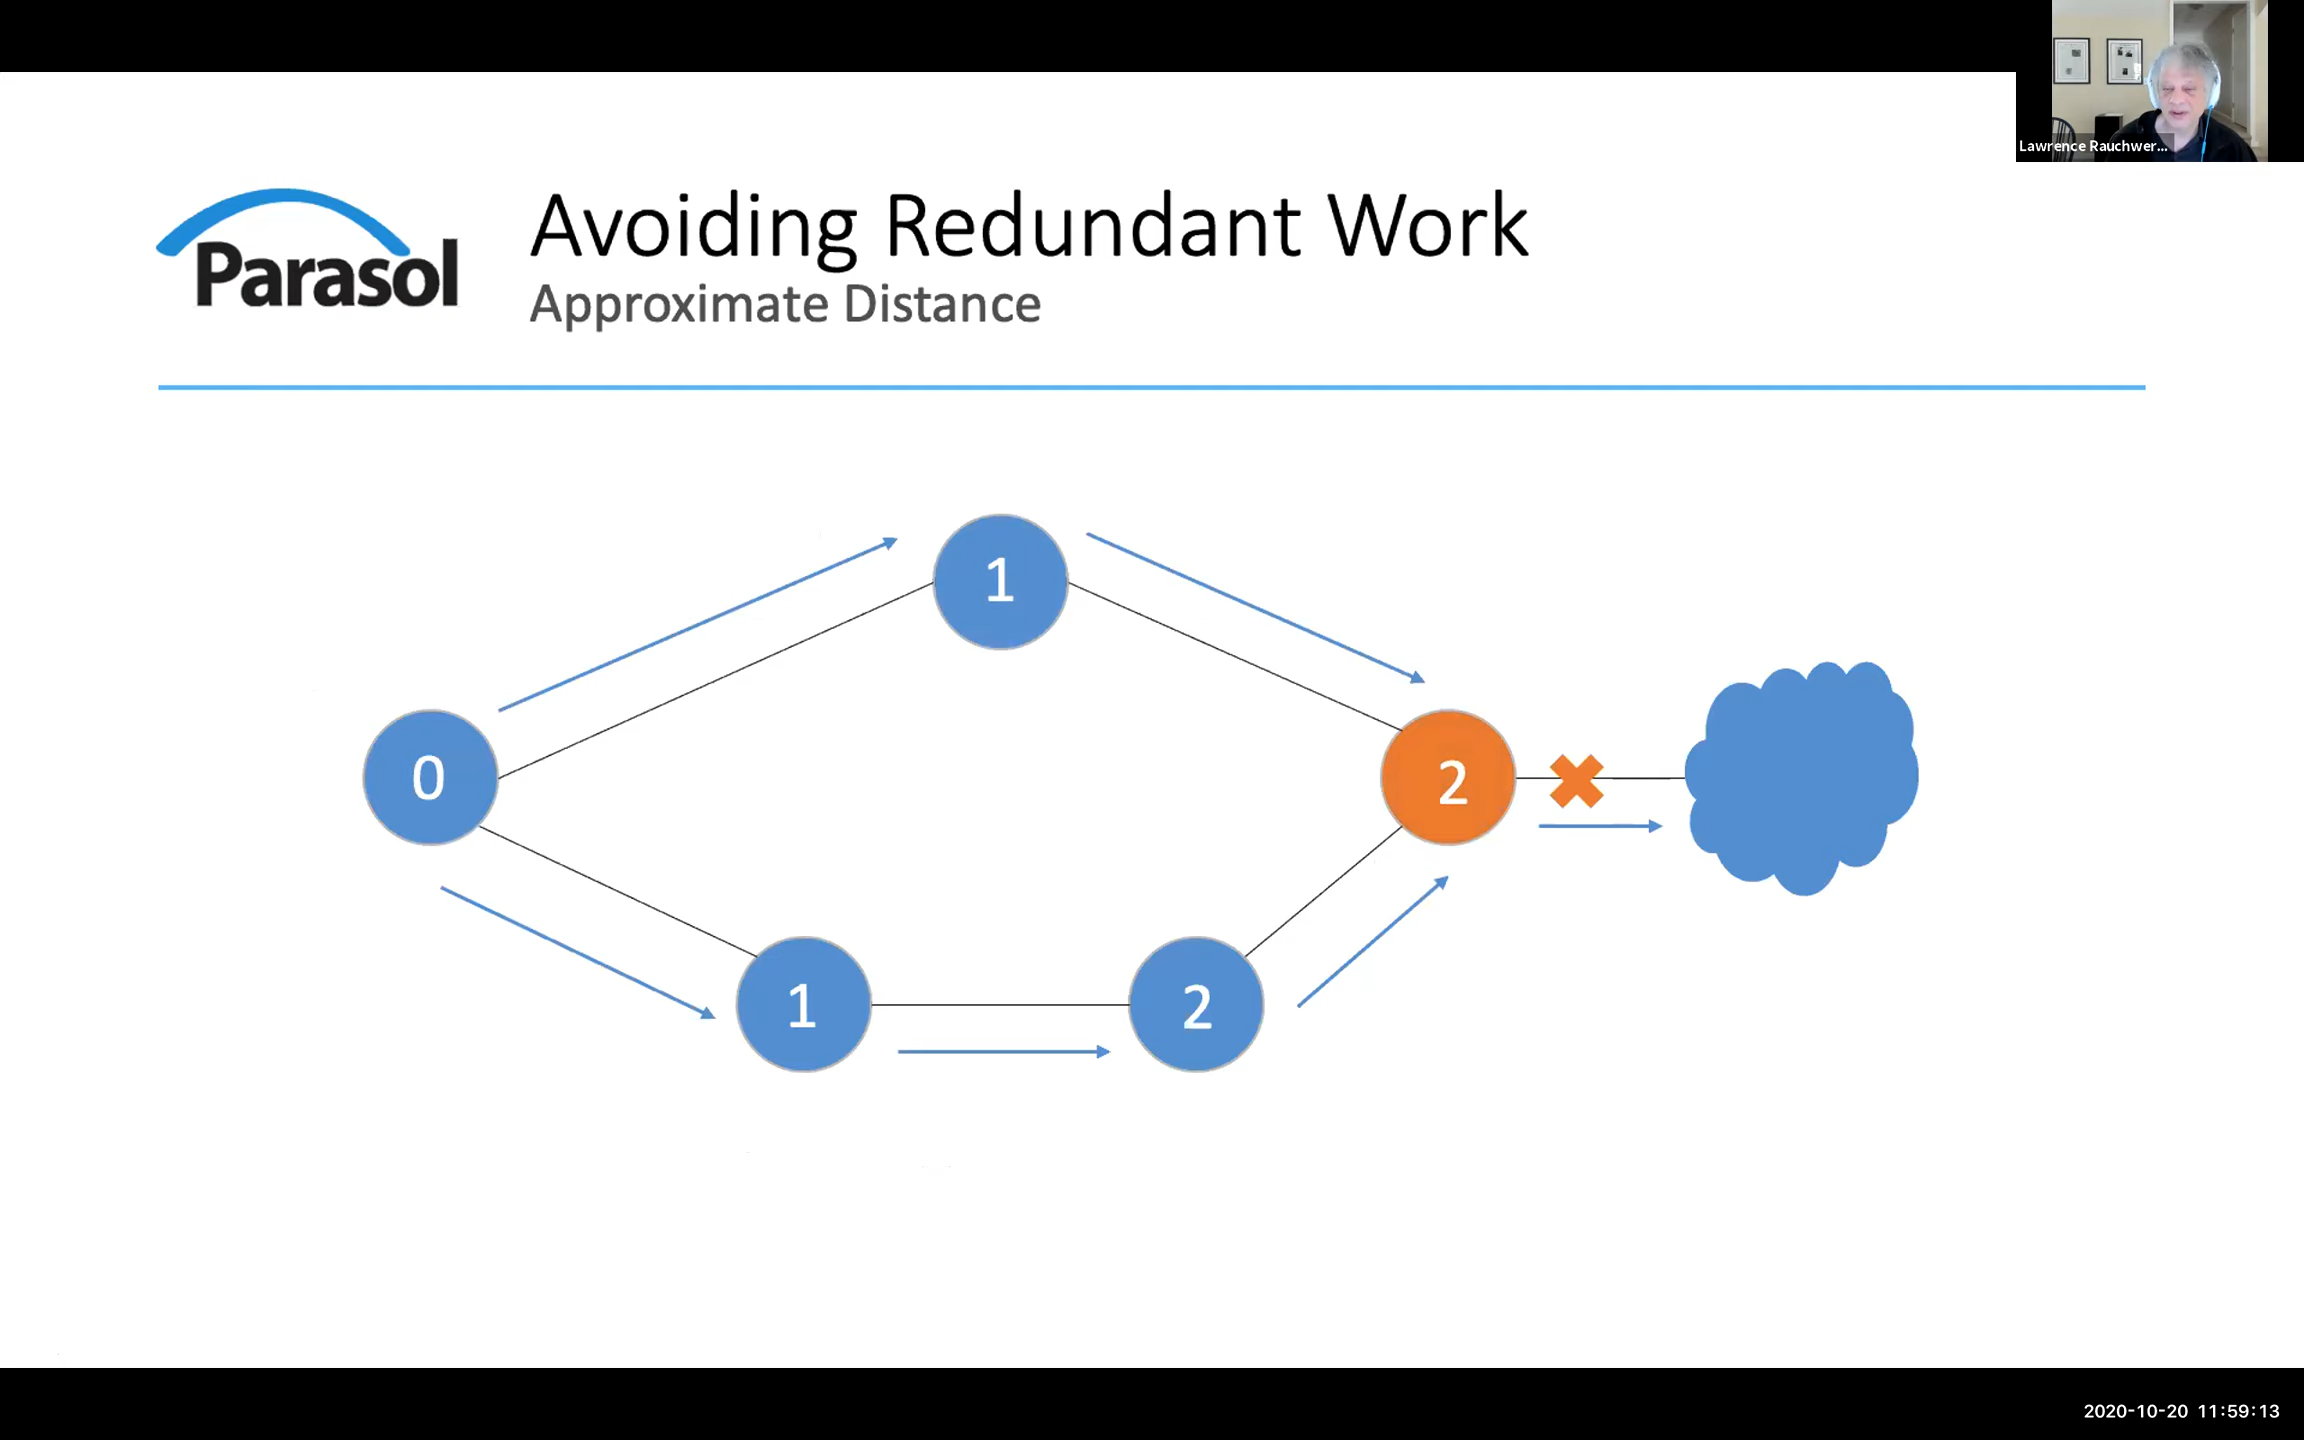 Lawrence Rauchwer...
Parasol
Avoiding Redundant Work
Approximate Distance
1
0
2
1
2
2020-10-20 11:59:13